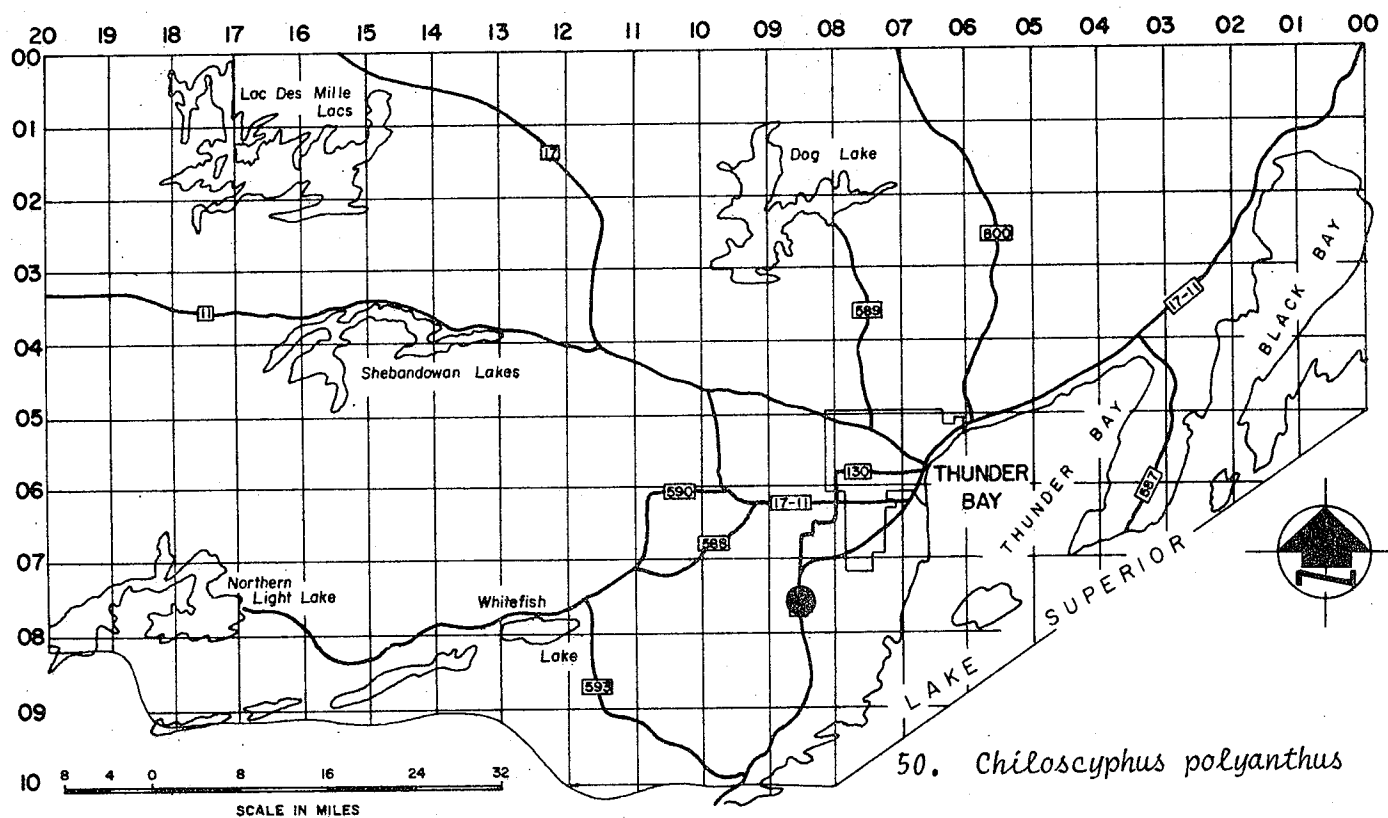 20 19 18 17 16 15 14 13 12 11 10 09 08 07 06 05 04 03 02 01 00
00
01
02
03
04
05
06
07
08
09
10
Lac Des Mille
Lacs
17
Dog Lake
800
589
11
Shebandowan Lakes
17-11
BLACK BAY
THUNDER BAY
587
130
THUNDER
BAY
590
17-11
588
Northern
Light Lake
Whitefish
Lake
593
LAKE SUPERIOR
N
8 4 0 8 16 24 32
SCALE IN MILES
50. Chiloscyphus polyanthus